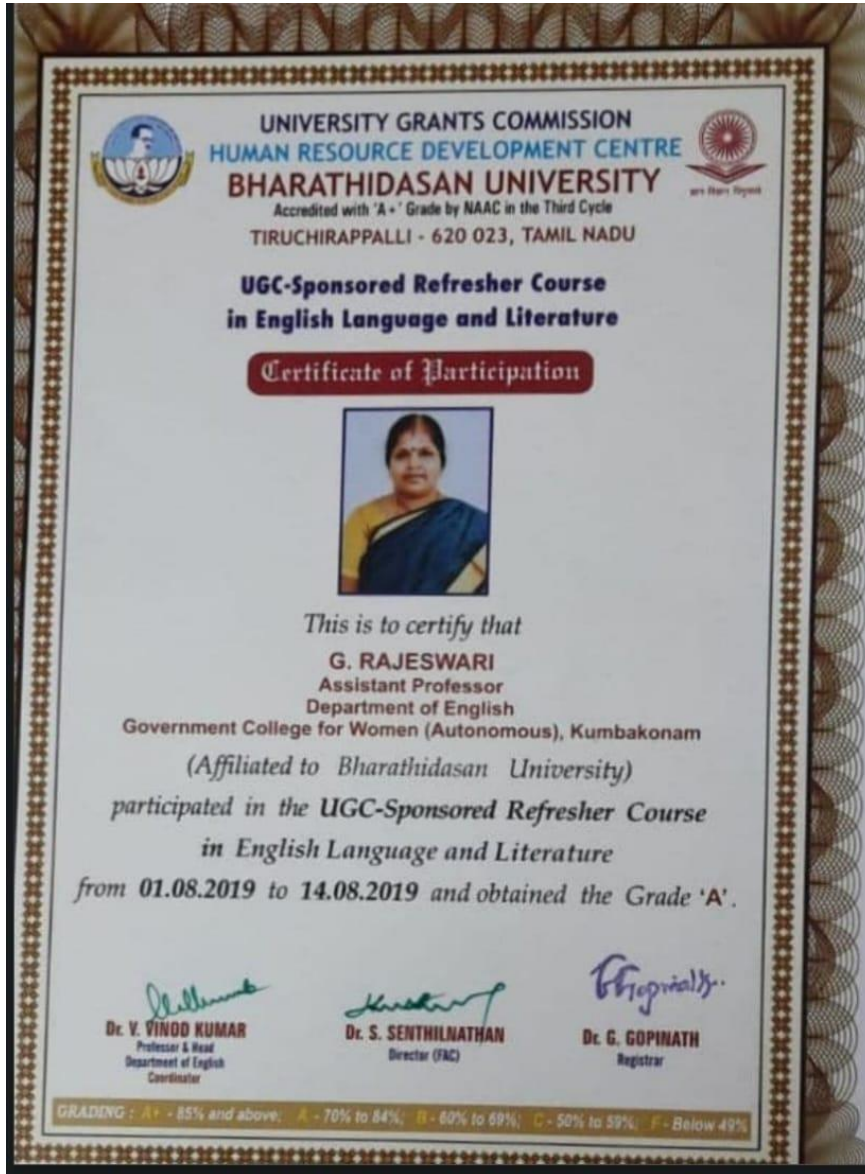 UNIVERSITY GRANTS COMMISSION
HUMAN RESOURCE DEVELOPMENT CENTRE
BHARATHIDASAN UNIVERSITY
Accredited with 'A+' Grade by NAAC in the Third Cycle
TIRUCHIRAPPALLI - 620 023, TAMIL NADU
ज्ञान विज्ञान विमुक्तये
UGC-Sponsored Refresher Course
in English Language and Literature
Certificate of Participation
This is to certify that
G. RAJESWARI
Assistant Professor
Department of English
Government College for Women (Autonomous), Kumbakonam
(Affiliated to Bharathidasan University)
participated in the UGC-Sponsored Refresher Course
in English Language and Literature
from 01.08.2019 to 14.08.2019 and obtained the Grade 'A'.
Dr. V. VINOD KUMAR
Professor & Head
Department of English
Coordinator
Dr. S. SENTHILNATHAN
Director (FAC)
Dr. G. GOPINATH
Registrar
GRADING : A+ - 85% and above; A - 70% to 84%; B - 60% to 69%; C - 50% to 59%; F - Below 49%